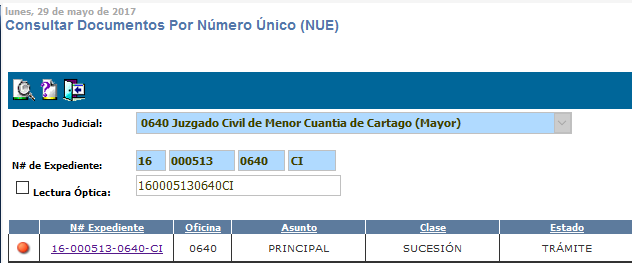 lunes, 29 de mayo de 2017
Consultar Documentos Por Número Único (NUE)
Despacho Judicial: 0640 Juzgado Civil de Menor Cuantia de Cartago (Mayor)
N# de Expediente: 16 000513 0640 CI
Lectura Óptica: 160005130640CI
N# Expediente Oficina Asunto Clase Estado
16-000513-0640-CI 0640 PRINCIPAL SUCESIÓN TRÁMITE